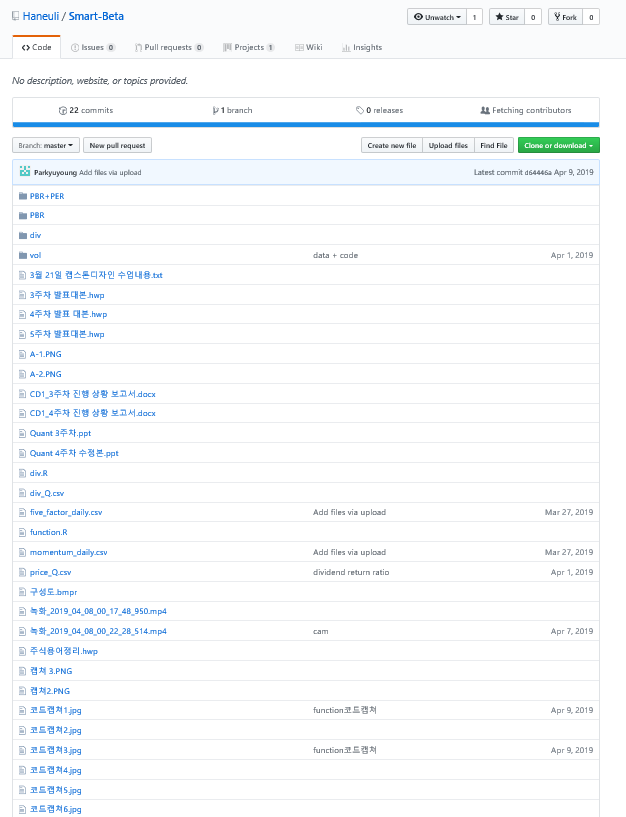 Haneuli / Smart-Beta
Unwatch 1 Star 0 Fork 0
Code Issues 0 Pull requests 0 Projects 1 Wiki Insights
No description, website, or topics provided.
22 commits 1 branch 0 releases Fetching contributors
Branch: master New pull request Create new file Upload files Find File Clone or download
Parkyuyoung Add files via upload Latest commit d64446a Apr 9, 2019
PBR+PER
PBR
div
vol data + code Apr 1, 2019
3월 21일 캡스톤디자인 수업내용.txt
3주차 발표대본.hwp
4주차 발표 대본.hwp
5주차 발표대본.hwp
A-1.PNG
A-2.PNG
CD1_3주차 진행 상황 보고서.docx
CD1_4주차 진행 상황 보고서.docx
Quant 3주차.ppt
Quant 4주차 수정본.ppt
div.R
div_Q.csv
five_factor_daily.csv Add files via upload Mar 27, 2019
function.R
momentum_daily.csv Add files via upload Mar 27, 2019
price_Q.csv dividend return ratio Apr 1, 2019
구성도.bmpr
녹화_2019_04_08_00_17_48_950.mp4
녹화_2019_04_08_00_22_28_514.mp4 cam Apr 7, 2019
주식용어정리.hwp
캡처 3.PNG
캡처2.PNG
코드캡쳐1.jpg function코드캡쳐 Apr 9, 2019
코드캡쳐2.jpg
코드캡쳐3.jpg function코드캡쳐 Apr 9, 2019
코드캡쳐4.jpg
코드캡쳐5.jpg
코드캡쳐6.jpg